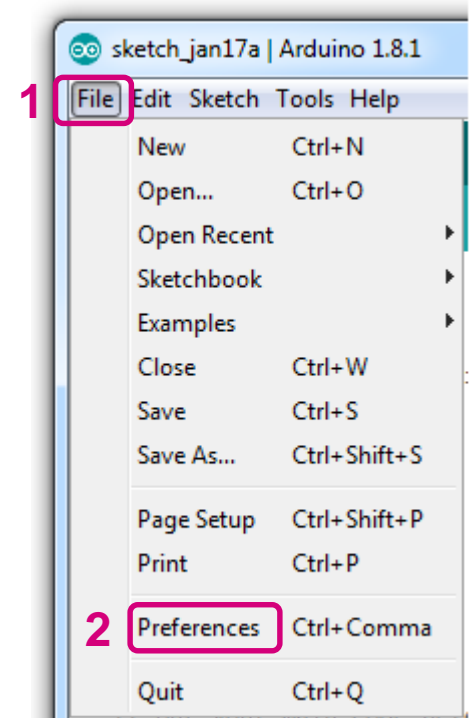 sketch_jan17a | Arduino 1.8.1
1 File Edit Sketch Tools Help
New Ctrl+N
Open... Ctrl+O
Open Recent
Sketchbook
Examples
Close Ctrl+W
Save Ctrl+S
Save As... Ctrl+Shift+S
Page Setup Ctrl+Shift+P
Print Ctrl+P
2 Preferences Ctrl+Comma
Quit Ctrl+Q